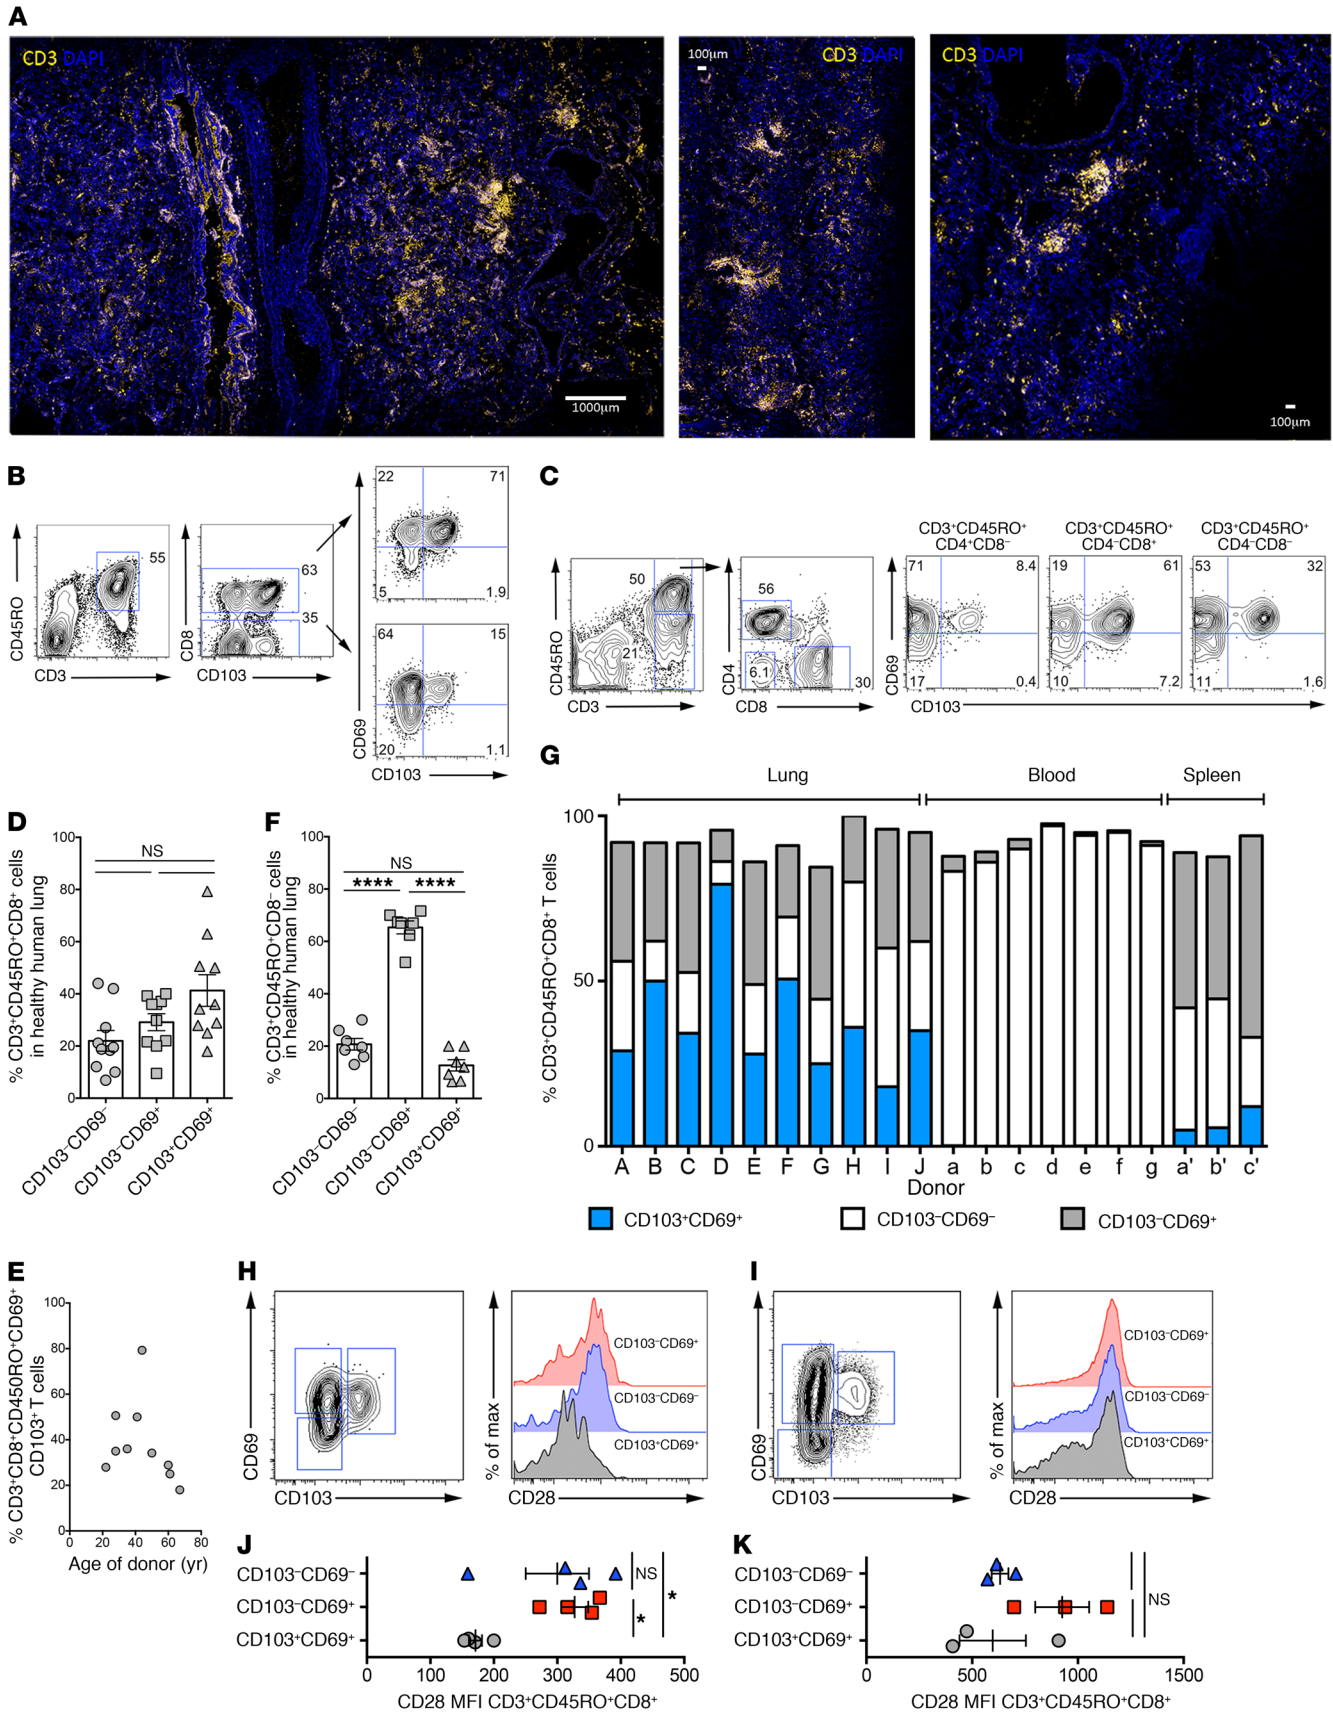 A
CD3 DAPI
1000μm
100μm
CD3 DAPI
CD3 DAPI
100μm
B
CD45RO
CD3
55
CD8
CD103
63
35
22
71
5
1.9
64
15
20
1.1
CD69
CD103
C
CD45RO
CD3
50
21
CD4
CD8
56
6.1
30
CD3+CD45RO+
CD4+CD8–
CD3+CD45RO+
CD4–CD8+
CD3+CD45RO+
CD4–CD8–
CD69
CD103
71
8.4
17
0.4
19
61
10
7.2
53
32
11
1.6
D
% CD3+CD45RO+CD8+ cells
in healthy human lung
100
80
60
40
20
0
NS
CD103–CD69–
CD103–CD69+
CD103+CD69+
F
% CD3+CD45RO+CD8– cells
in healthy human lung
100
80
60
40
20
0
NS
****
****
CD103–CD69–
CD103–CD69+
CD103+CD69+
G
Lung
Blood
Spleen
% CD3+CD45RO+CD8+ T cells
100
50
0
A B C D E F G H I J a b c d e f g a' b' c'
Donor
CD103+CD69+
CD103–CD69–
CD103–CD69+
E
% CD3+CD8+CD450RO+CD69+
CD103+ T cells
100
80
60
40
20
0
0 20 40 60 80
Age of donor (yr)
H
CD69
CD103
% of max
CD103–CD69+
CD103–CD69–
CD103+CD69+
CD28
I
CD69
CD103
% of max
CD103–CD69+
CD103–CD69–
CD103+CD69+
CD28
J
CD103–CD69–
CD103–CD69+
CD103+CD69+
NS
*
*
0 100 200 300 400 500
CD28 MFI CD3+CD45RO+CD8+
K
CD103–CD69–
CD103–CD69+
CD103+CD69+
NS
0 500 1000 1500
CD28 MFI CD3+CD45RO+CD8+